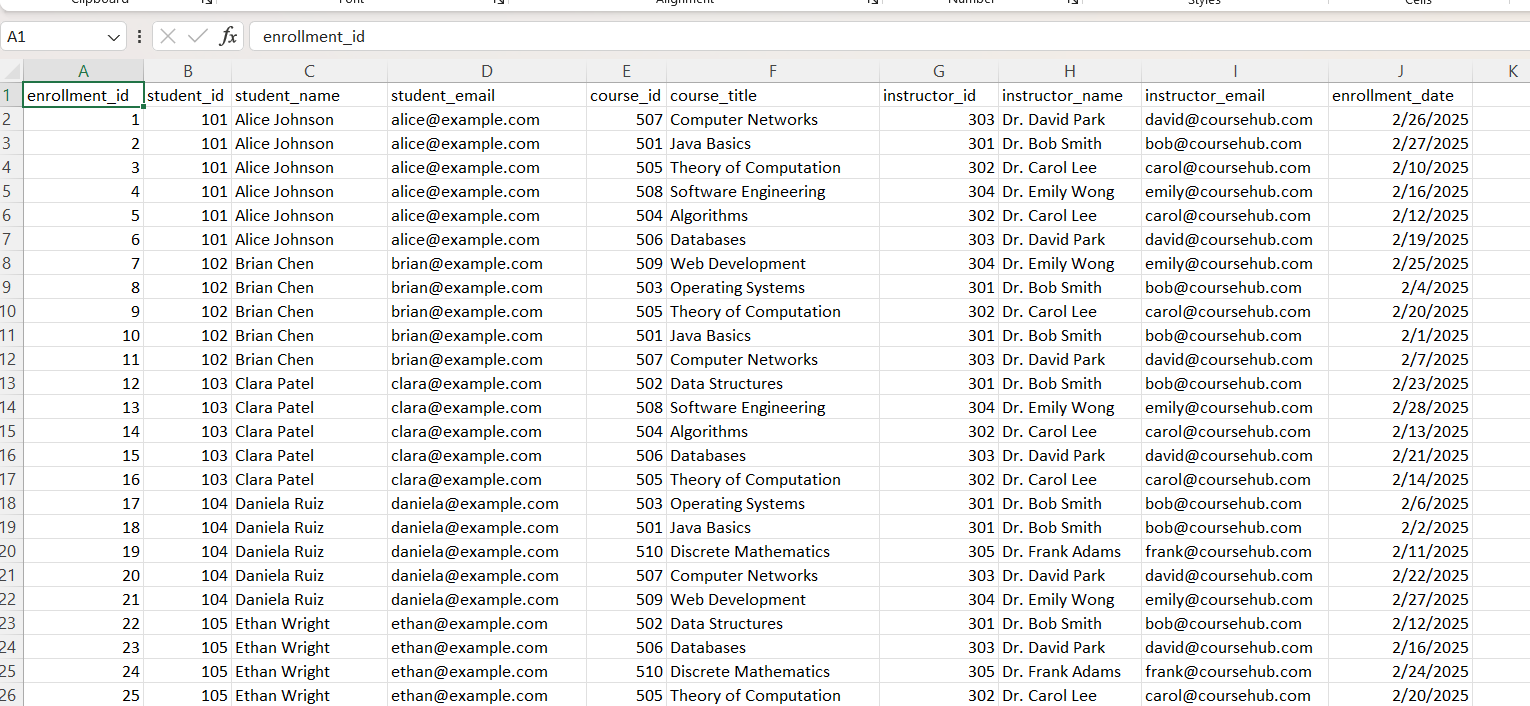 Clipboard Font Alignment Number Styles Cells
A1 fx enrollment_id
A B C D E F G H I J K
1 enrollment_id student_id student_name student_email course_id course_title instructor_id instructor_name instructor_email enrollment_date
2 1 101 Alice Johnson alice@example.com 507 Computer Networks 303 Dr. David Park david@coursehub.com 2/26/2025
3 2 101 Alice Johnson alice@example.com 501 Java Basics 301 Dr. Bob Smith bob@coursehub.com 2/27/2025
4 3 101 Alice Johnson alice@example.com 505 Theory of Computation 302 Dr. Carol Lee carol@coursehub.com 2/10/2025
5 4 101 Alice Johnson alice@example.com 508 Software Engineering 304 Dr. Emily Wong emily@coursehub.com 2/16/2025
6 5 101 Alice Johnson alice@example.com 504 Algorithms 302 Dr. Carol Lee carol@coursehub.com 2/12/2025
7 6 101 Alice Johnson alice@example.com 506 Databases 303 Dr. David Park david@coursehub.com 2/19/2025
8 7 102 Brian Chen brian@example.com 509 Web Development 304 Dr. Emily Wong emily@coursehub.com 2/25/2025
9 8 102 Brian Chen brian@example.com 503 Operating Systems 301 Dr. Bob Smith bob@coursehub.com 2/4/2025
10 9 102 Brian Chen brian@example.com 505 Theory of Computation 302 Dr. Carol Lee carol@coursehub.com 2/20/2025
11 10 102 Brian Chen brian@example.com 501 Java Basics 301 Dr. Bob Smith bob@coursehub.com 2/1/2025
12 11 102 Brian Chen brian@example.com 507 Computer Networks 303 Dr. David Park david@coursehub.com 2/7/2025
13 12 103 Clara Patel clara@example.com 502 Data Structures 301 Dr. Bob Smith bob@coursehub.com 2/23/2025
14 13 103 Clara Patel clara@example.com 508 Software Engineering 304 Dr. Emily Wong emily@coursehub.com 2/28/2025
15 14 103 Clara Patel clara@example.com 504 Algorithms 302 Dr. Carol Lee carol@coursehub.com 2/13/2025
16 15 103 Clara Patel clara@example.com 506 Databases 303 Dr. David Park david@coursehub.com 2/21/2025
17 16 103 Clara Patel clara@example.com 505 Theory of Computation 302 Dr. Carol Lee carol@coursehub.com 2/14/2025
18 17 104 Daniela Ruiz daniela@example.com 503 Operating Systems 301 Dr. Bob Smith bob@coursehub.com 2/6/2025
19 18 104 Daniela Ruiz daniela@example.com 501 Java Basics 301 Dr. Bob Smith bob@coursehub.com 2/2/2025
20 19 104 Daniela Ruiz daniela@example.com 510 Discrete Mathematics 305 Dr. Frank Adams frank@coursehub.com 2/11/2025
21 20 104 Daniela Ruiz daniela@example.com 507 Computer Networks 303 Dr. David Park david@coursehub.com 2/22/2025
22 21 104 Daniela Ruiz daniela@example.com 509 Web Development 304 Dr. Emily Wong emily@coursehub.com 2/27/2025
23 22 105 Ethan Wright ethan@example.com 502 Data Structures 301 Dr. Bob Smith bob@coursehub.com 2/12/2025
24 23 105 Ethan Wright ethan@example.com 506 Databases 303 Dr. David Park david@coursehub.com 2/16/2025
25 24 105 Ethan Wright ethan@example.com 510 Discrete Mathematics 305 Dr. Frank Adams frank@coursehub.com 2/24/2025
26 25 105 Ethan Wright ethan@example.com 505 Theory of Computation 302 Dr. Carol Lee carol@coursehub.com 2/20/2025